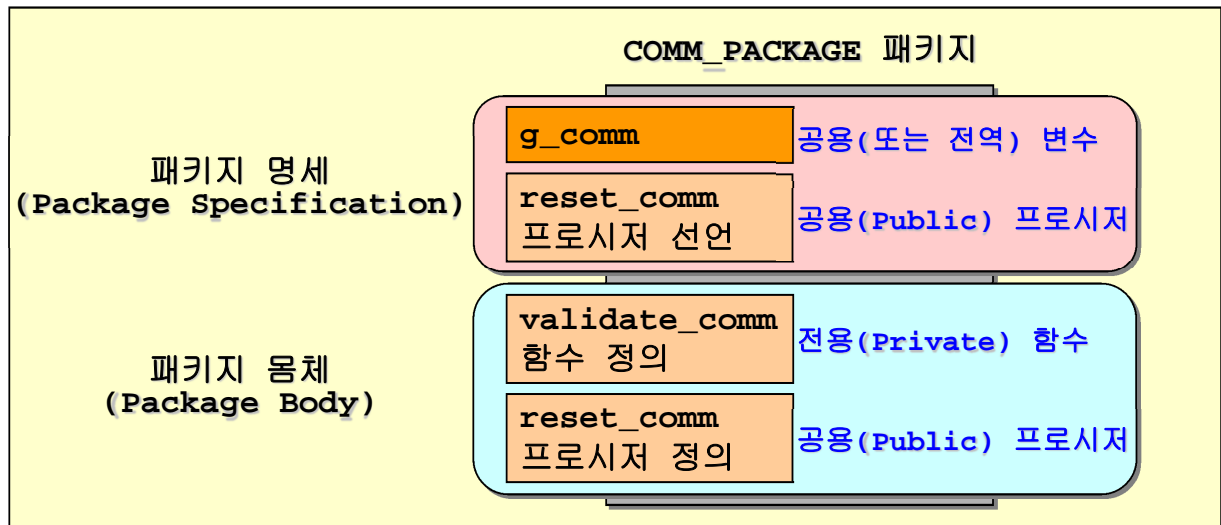 COMM_PACKAGE 패키지
패키지 명세
(Package Specification)
g_comm
공용(또는 전역) 변수
reset_comm
프로시저 선언
공용(Public) 프로시저
패키지 몸체
(Package Body)
validate_comm
함수 정의
전용(Private) 함수
reset_comm
프로시저 정의
공용(Public) 프로시저